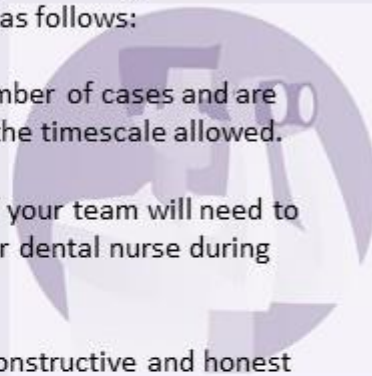 as follows:
mber of cases and are
the timescale allowed.
your team will need to
r dental nurse during
onstructive and honest